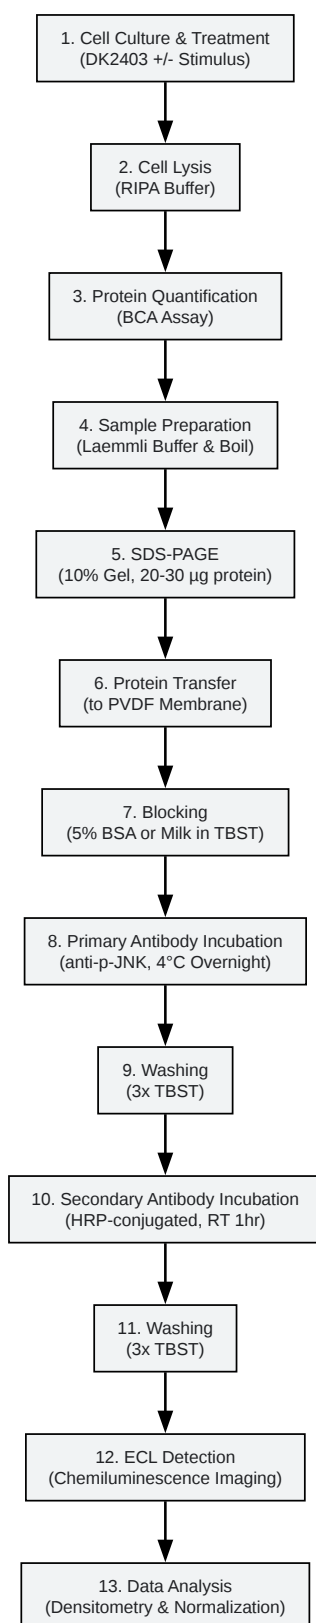 1. Cell Culture & Treatment
(DK2403 +/- Stimulus)
2. Cell Lysis
(RIPA Buffer)
3. Protein Quantification
(BCA Assay)
4. Sample Preparation
(Laemmli Buffer & Boil)
5. SDS-PAGE
(10% Gel, 20-30 µg protein)
6. Protein Transfer
(to PVDF Membrane)
7. Blocking
(5% BSA or Milk in TBST)
8. Primary Antibody Incubation
(anti-p-JNK, 4°C Overnight)
9. Washing
(3x TBST)
10. Secondary Antibody Incubation
(HRP-conjugated, RT 1hr)
11. Washing
(3x TBST)
12. ECL Detection
(Chemiluminescence Imaging)
13. Data Analysis
(Densitometry & Normalization)